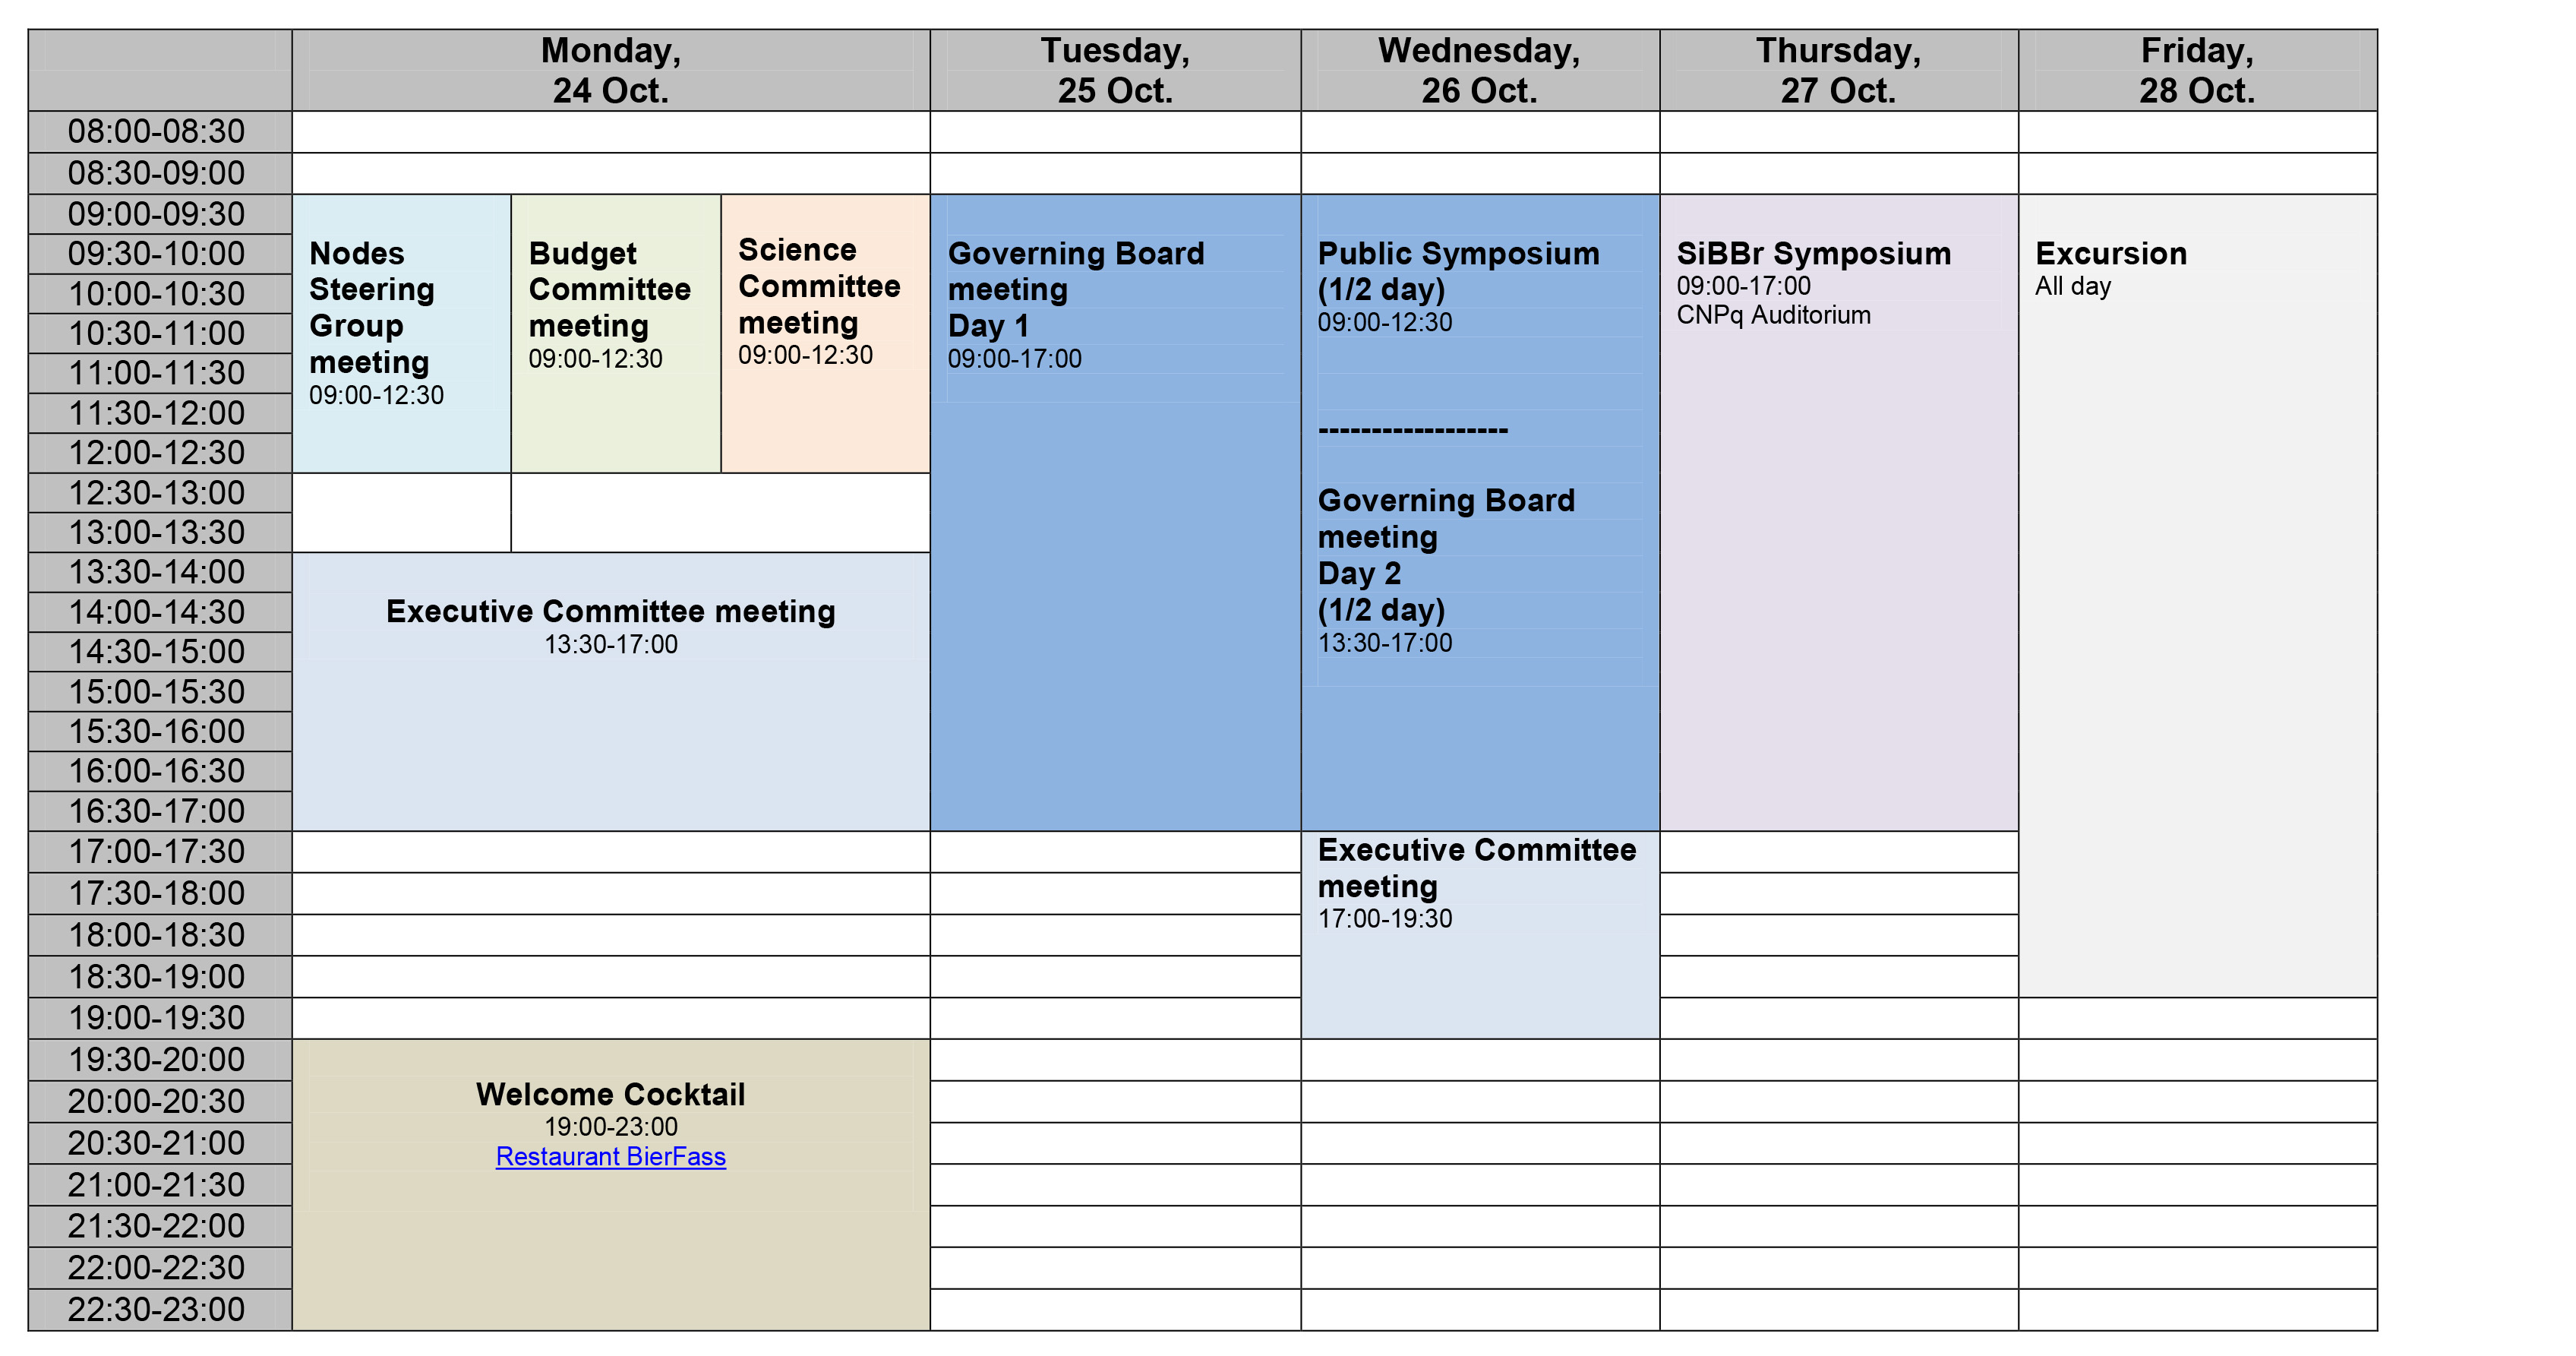 Monday,
24 Oct.
Tuesday,
25 Oct.
Wednesday,
26 Oct.
Thursday,
27 Oct.
Friday,
28 Oct.
08:00-08:30
08:30-09:00
09:00-09:30
09:30-10:00
10:00-10:30
10:30-11:00
11:00-11:30
11:30-12:00
12:00-12:30
12:30-13:00
13:00-13:30
13:30-14:00
14:00-14:30
14:30-15:00
15:00-15:30
15:30-16:00
16:00-16:30
16:30-17:00
17:00-17:30
17:30-18:00
18:00-18:30
18:30-19:00
19:00-19:30
19:30-20:00
20:00-20:30
20:30-21:00
21:00-21:30
21:30-22:00
22:00-22:30
22:30-23:00
Nodes
Steering
Group
meeting
09:00-12:30
Budget
Committee
meeting
09:00-12:30
Science
Committee
meeting
09:00-12:30
Executive Committee meeting
13:30-17:00
Welcome Cocktail
19:00-23:00
Restaurant BierFass
Governing Board
meeting
Day 1
09:00-17:00
Public Symposium
(1/2 day)
09:00-12:30
------------------
Governing Board
meeting
Day 2
(1/2 day)
13:30-17:00
Executive Committee
meeting
17:00-19:30
SiBBr Symposium
09:00-17:00
CNPq Auditorium
Excursion
All day